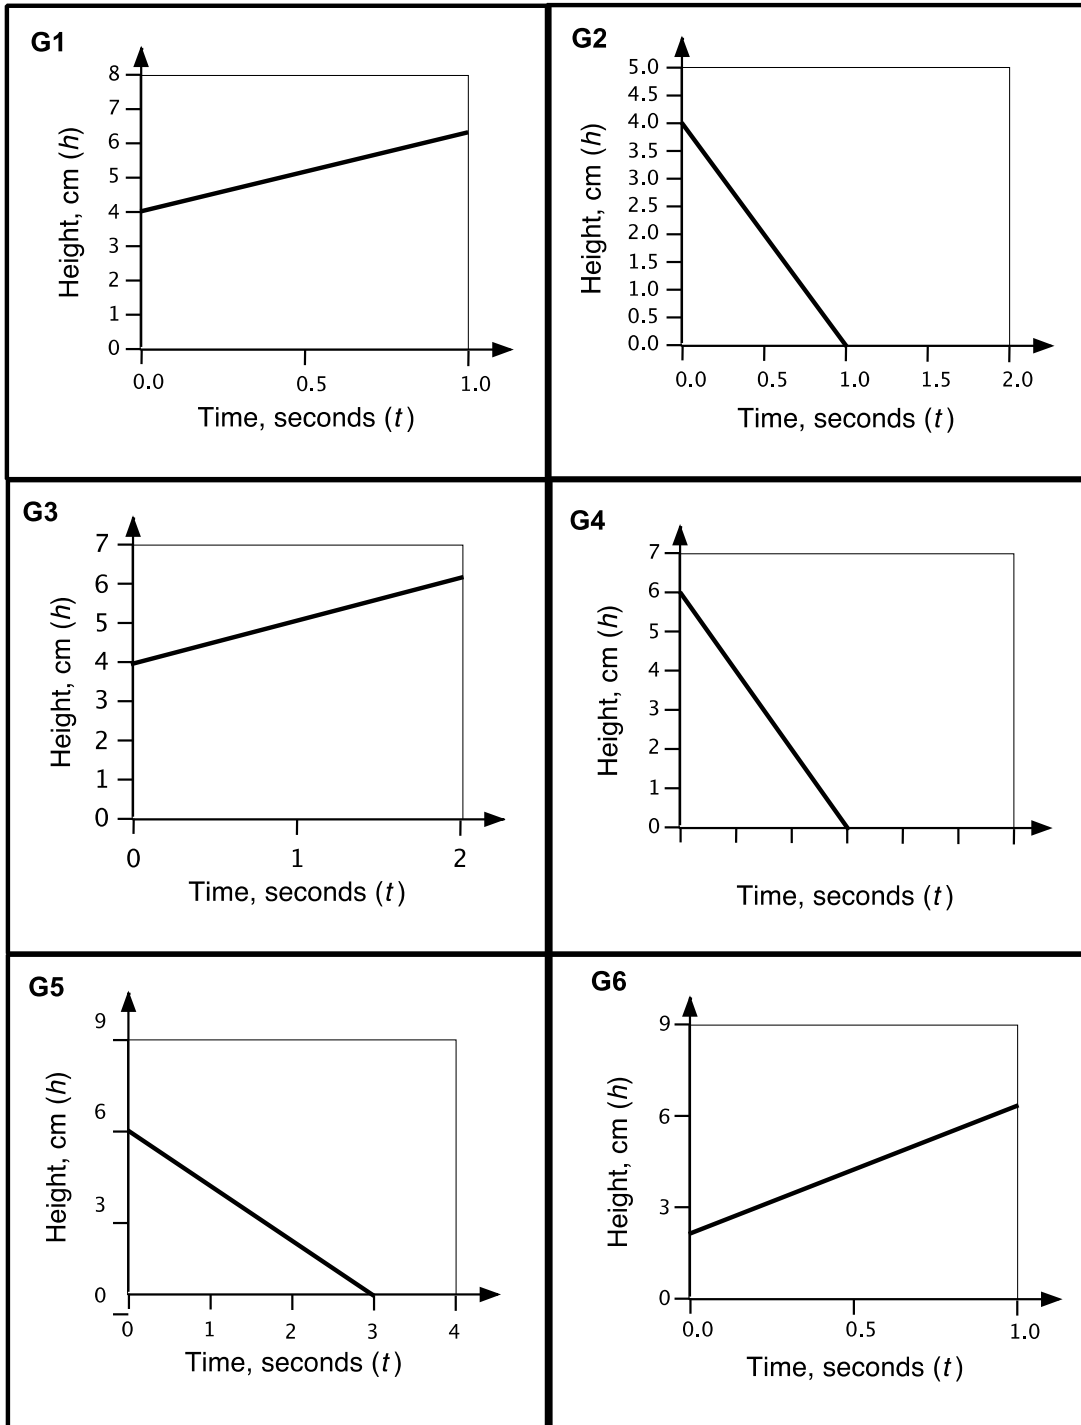 G1
8
7
6
5
4
3
2
1
0
Height, cm (h)
0.0 0.5 1.0
Time, seconds (t)
G2
5.0
4.5
4.0
3.5
3.0
2.5
2.0
1.5
1.0
0.5
0.0
Height, cm (h)
0.0 0.5 1.0 1.5 2.0
Time, seconds (t)
G3
7
6
5
4
3
2
1
0
Height, cm (h)
0 1 2
Time, seconds (t)
G4
7
6
5
4
3
2
1
0
Height, cm (h)
Time, seconds (t)
G5
9
6
3
0
Height, cm (h)
0 1 2 3 4
Time, seconds (t)
G6
9
6
3
0
Height, cm (h)
0.0 0.5 1.0
Time, seconds (t)